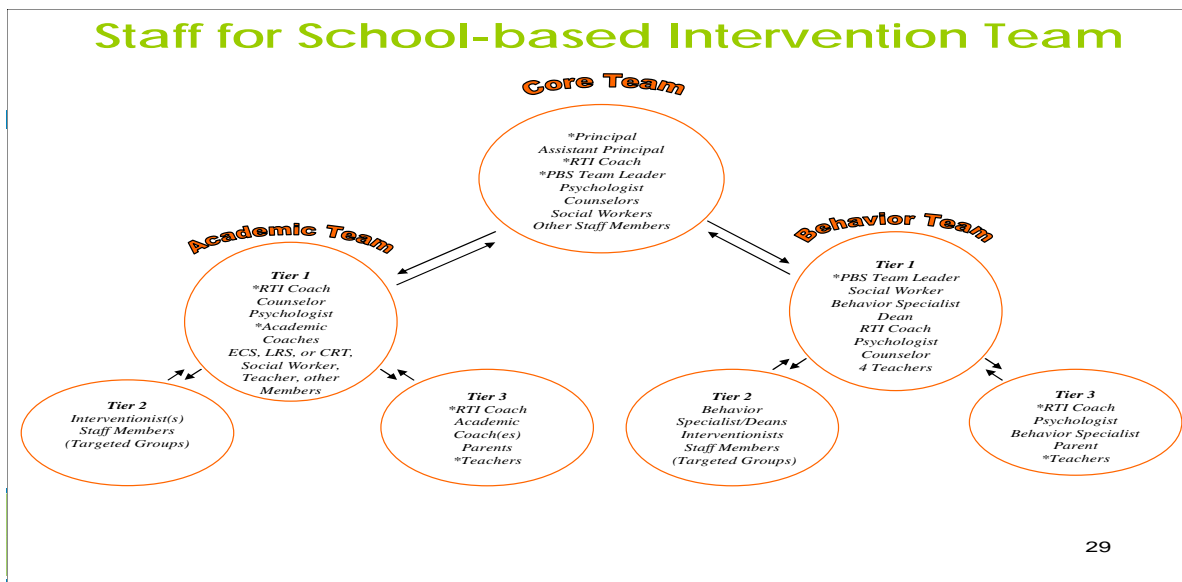 Staff for School-based Intervention Team
Core Team
*Principal
Assistant Principal
*RTI Coach
*PBS Team Leader
Psychologist
Counselors
Social Workers
Other Staff Members
Academic Team
Tier 1
*RTI Coach
Counselor
Psychologist
*Academic
Coaches
ECS, LRS, or CRT,
Social Worker,
Teacher, other
Members
Behavior Team
Tier 1
*PBS Team Leader
Social Worker
Behavior Specialist
Dean
RTI Coach
Psychologist
Counselor
4 Teachers
Tier 2
Interventionist(s)
Staff Members
(Targeted Groups)
Tier 3
*RTI Coach
Academic
Coach(es)
Parents
*Teachers
Tier 2
Behavior
Specialist/Deans
Interventionists
Staff Members
(Targeted Groups)
Tier 3
*RTI Coach
Psychologist
Behavior Specialist
Parent
*Teachers
29